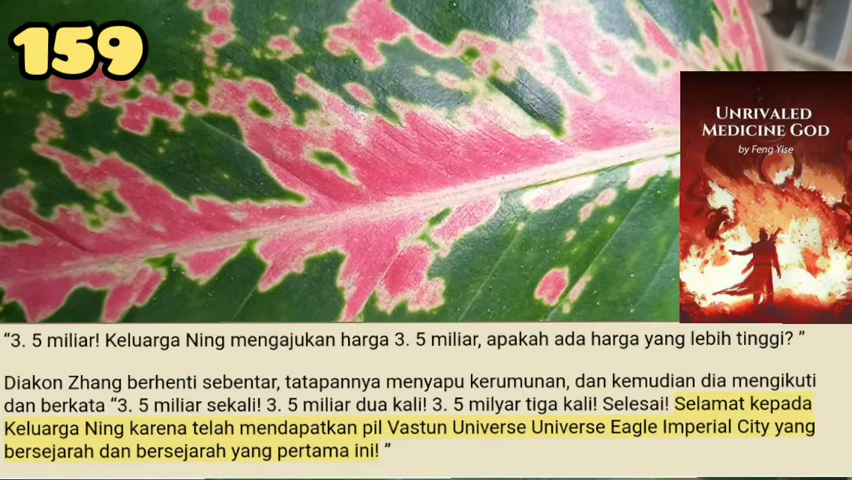 159
UNRIVALED
MEDICINE GOD
by Feng Yise
“3. 5 miliar! Keluarga Ning mengajukan harga 3. 5 miliar, apakah ada harga yang lebih tinggi? ”
Diakon Zhang berhenti sebentar, tatapannya menyapu kerumunan, dan kemudian dia mengikuti
dan berkata “3. 5 miliar sekali! 3. 5 miliar dua kali! 3. 5 milyar tiga kali! Selesai! Selamat kepada
Keluarga Ning karena telah mendapatkan pil Vastun Universe Universe Eagle Imperial City yang
bersejarah dan bersejarah yang pertama ini! ”